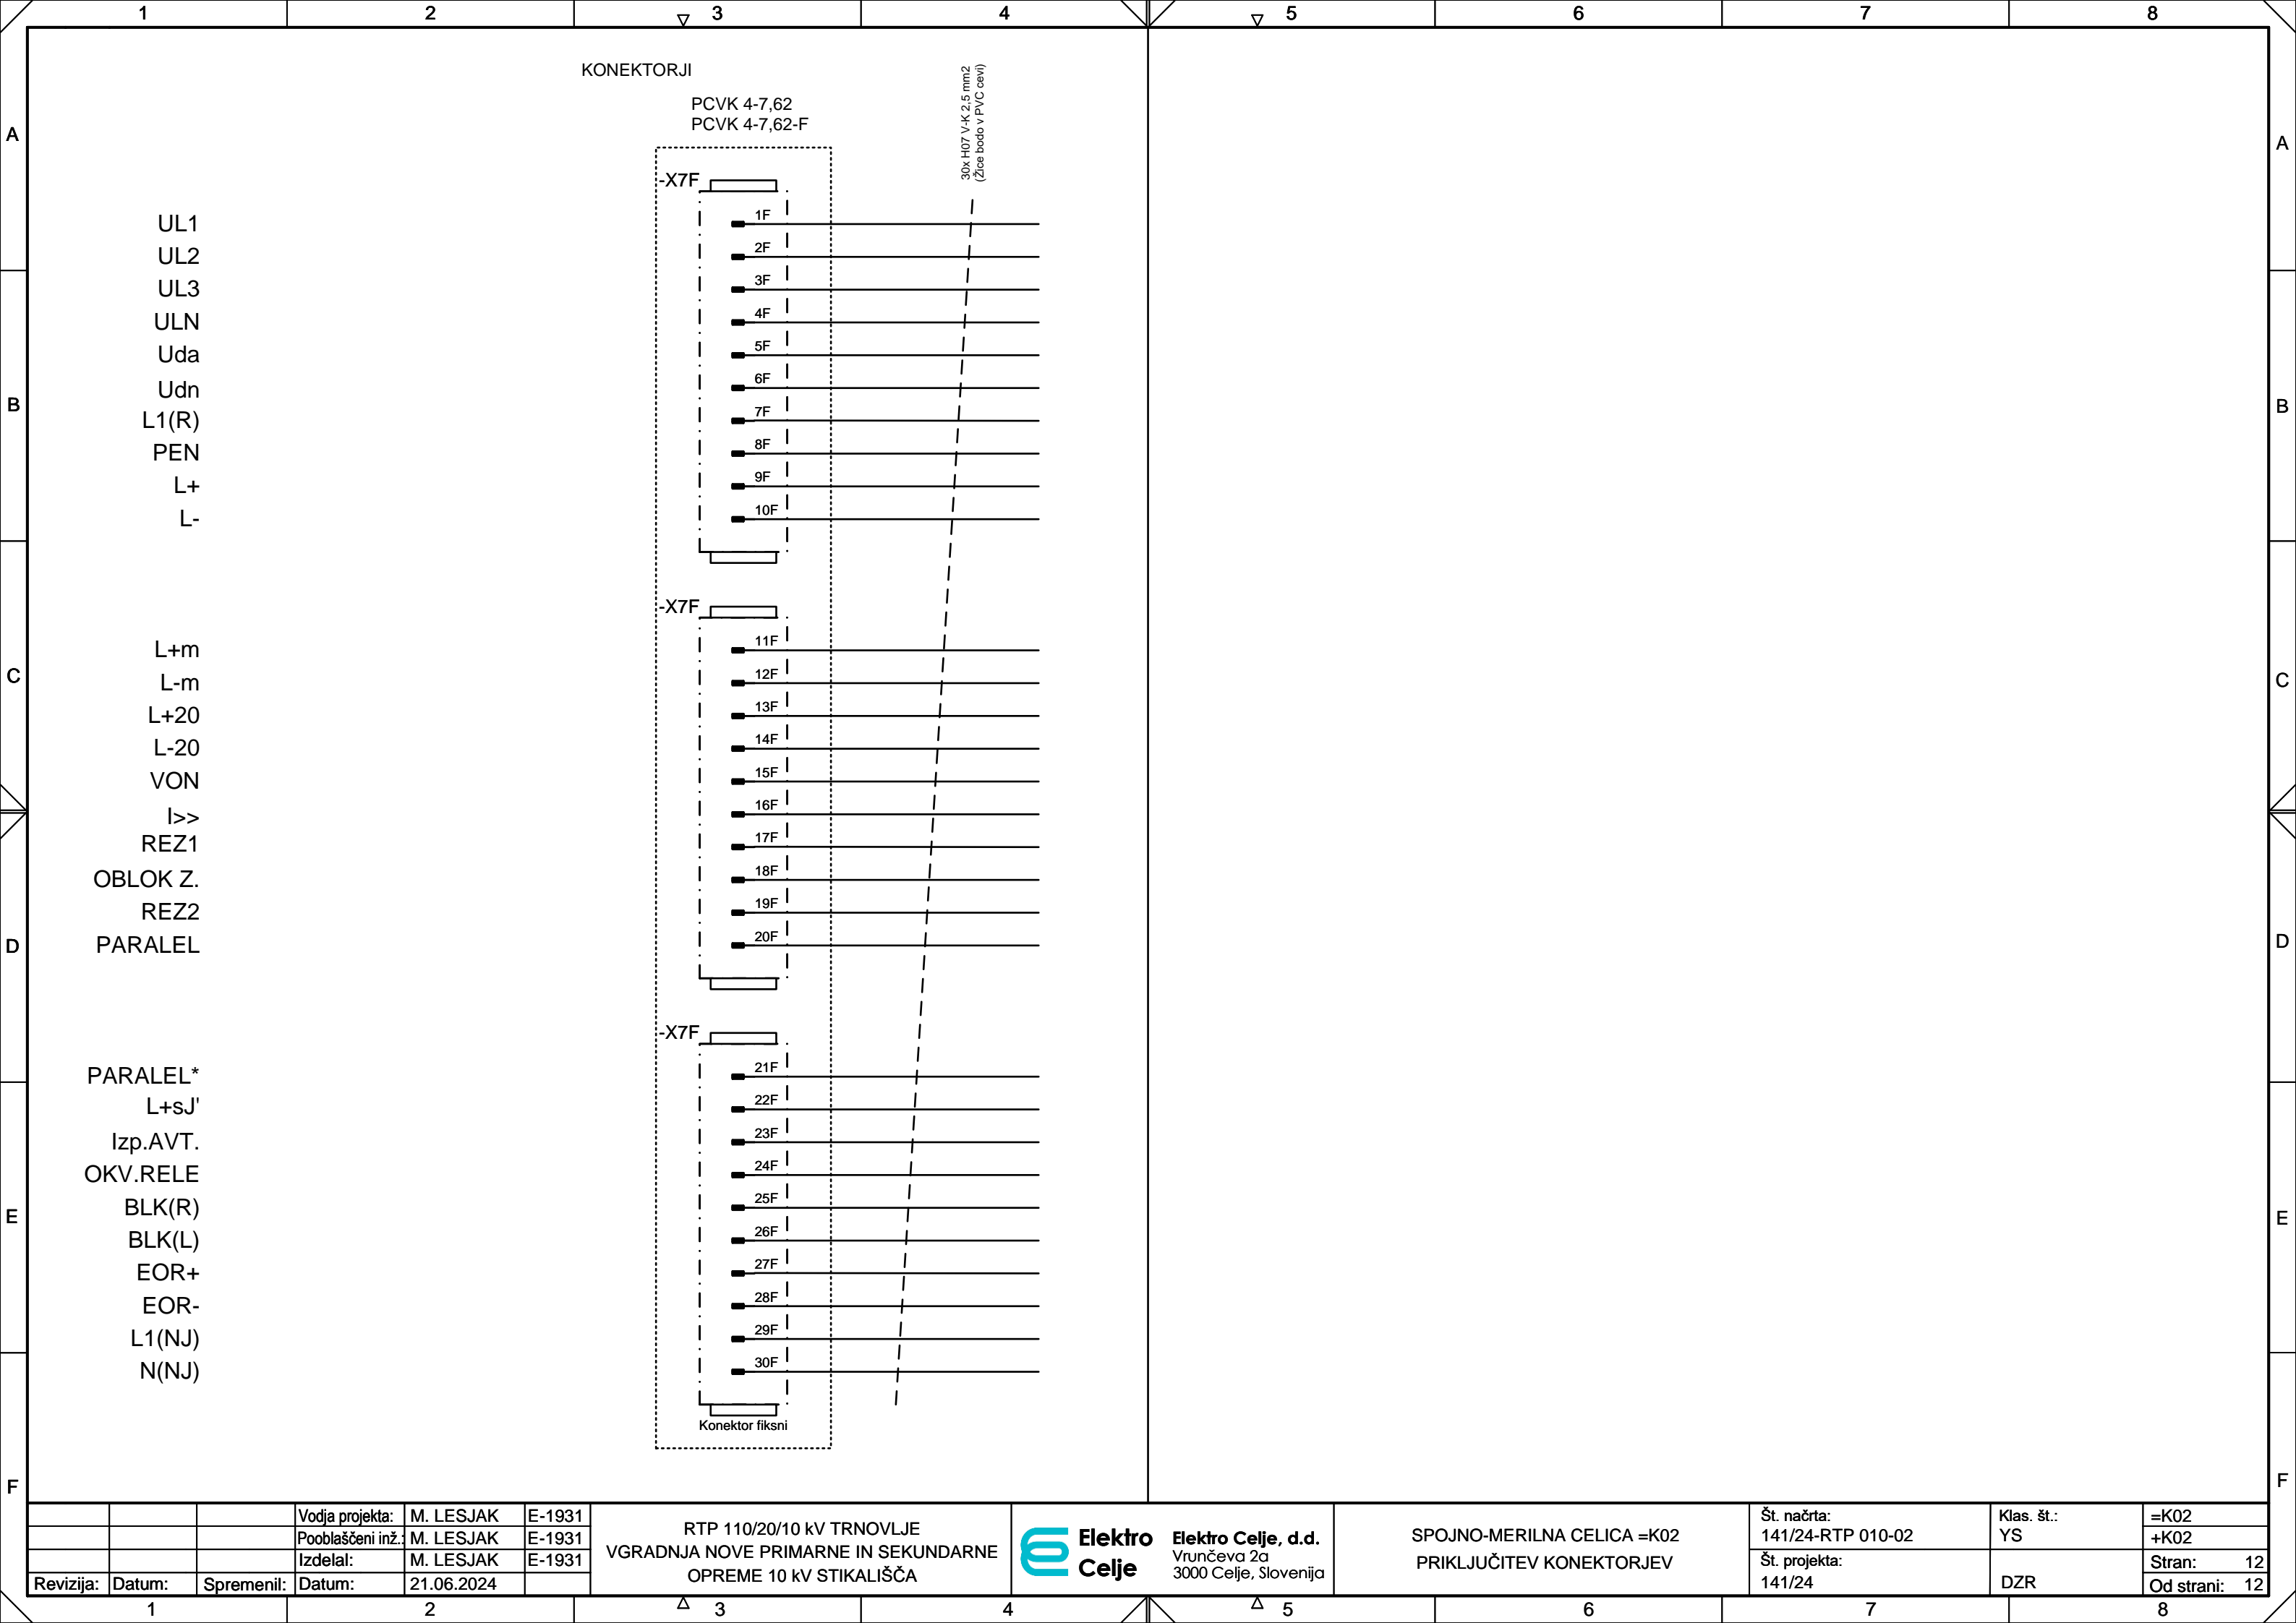 1 2 3 4 5 6 7 8
KONEKTORJI
PCVK 4-7,62
PCVK 4-7,62-F
30x H07 V-K 2,5 mm2
(Žice bodo v PVC cevi)
A A
-X7F
UL1 1F
UL2 2F
UL3 3F
ULN 4F
Uda 5F
Udn 6F
B B
L1(R) 7F
PEN 8F
L+ 9F
L- 10F
-X7F
L+m 11F
C C
L-m 12F
L+20 13F
L-20 14F
VON 15F
I>> 16F
REZ1 17F
OBLOK Z. 18F
REZ2 19F
D D
PARALEL 20F
-X7F
PARALEL* 21F
L+sJ' 22F
Izp.AVT. 23F
OKV.RELE 24F
BLK(R) 25F
E E
BLK(L) 26F
EOR+ 27F
EOR- 28F
L1(NJ) 29F
N(NJ) 30F
Konektor fiksni
F F
Revizija: Datum: Spremenil:
Vodja projekta: M. LESJAK E-1931
Pooblaščeni inž.: M. LESJAK E-1931
Izdelal: M. LESJAK E-1931
Datum: 21.06.2024
RTP 110/20/10 kV TRNOVLJE
VGRADNJA NOVE PRIMARNE IN SEKUNDARNE
OPREME 10 kV STIKALIŠČA
Elektro
Celje
Elektro Celje, d.d.
Vrunčeva 2a
3000 Celje, Slovenija
SPOJNO-MERILNA CELICA =K02
PRIKLJUČITEV KONEKTORJEV
Št. načrta:
141/24-RTP 010-02
Št. projekta:
141/24
Klas. št.:
YS
DZR
=K02
+K02
Stran: 12
Od strani: 12
1 2 3 4 5 6 7 8